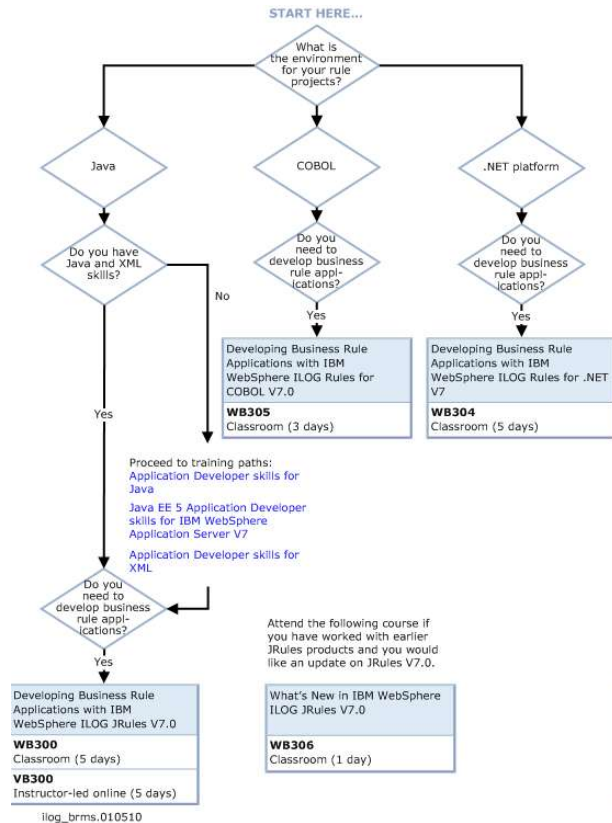 START HERE...
What is
the environment
for your rule
projects?
Java
COBOL
.NET platform
Do you have
Java and XML
skills?
Do you
need to
develop business
rule appl-
ications?
Do you
need to
develop business
rule appl-
ications?
No
Yes
Yes
Developing Business Rule
Applications with IBM
WebSphere ILOG Rules for
COBOL V7.0
WB305
Classroom (3 days)
Developing Business Rule
Applications with IBM
WebSphere ILOG Rules for .NET
V7
WB304
Classroom (5 days)
Yes
Proceed to training paths:
Application Developer skills for
Java
Java EE 5 Application Developer
skills for IBM WebSphere
Application Server V7
Application Developer skills for
XML
Do you
need to
develop business
rule appl-
ications?
Yes
Attend the following course if
you have worked with earlier
JRules products and you would
like an update on JRules V7.0.
Developing Business Rule
Applications with IBM
WebSphere ILOG JRules V7.0
WB300
Classroom (5 days)
VB300
Instructor-led online (5 days)
What's New in IBM WebSphere
ILOG JRules V7.0
WB306
Classroom (1 day)
ilog_brms.010510